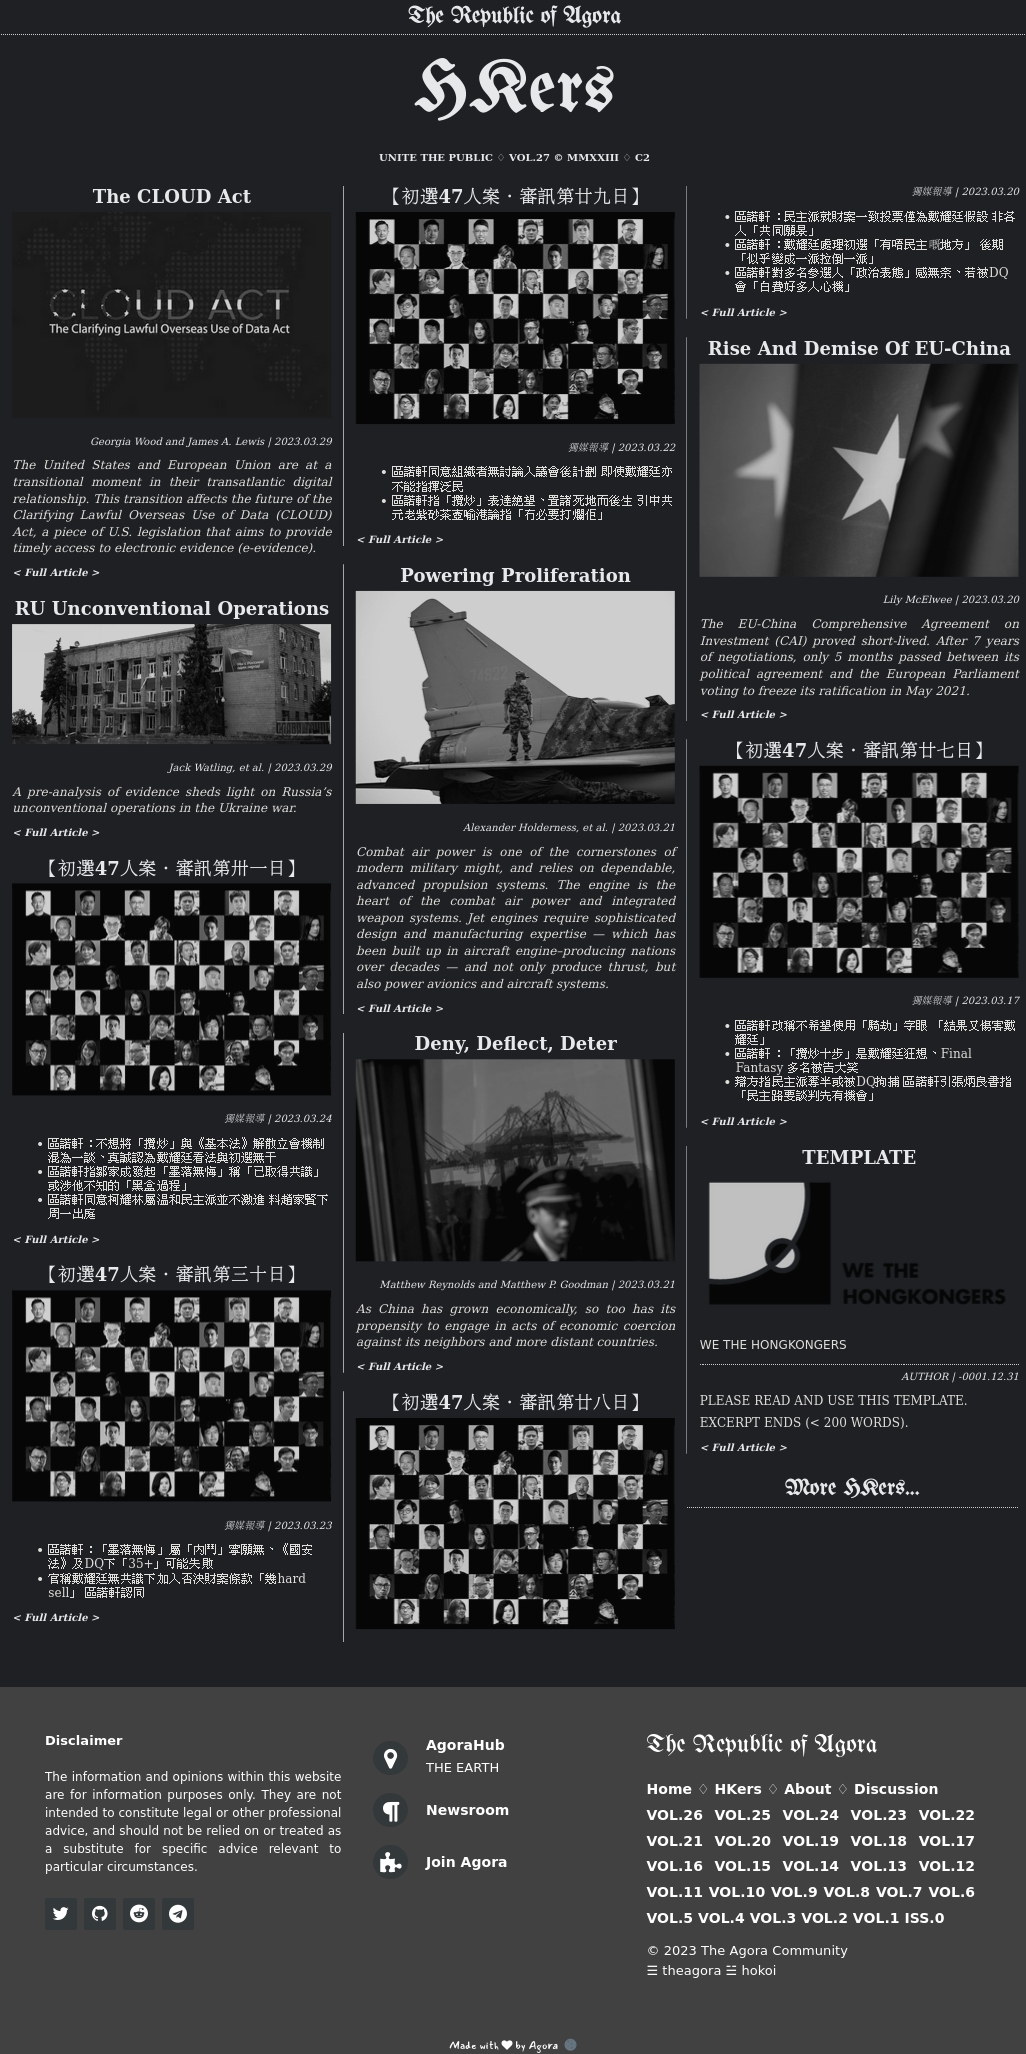 The Republic of Agora
HKers
UNITE THE PUBLIC ♢ VOL.27 © MMXXIII ♢ C2
The CLOUD Act
CLOUD ACT
The Clarifying Lawful Overseas Use of Data Act
Georgia Wood and James A. Lewis | 2023.03.29
The United States and European Union are at a
transitional moment in their transatlantic digital
relationship. This transition affects the future of the
Clarifying Lawful Overseas Use of Data (CLOUD)
Act, a piece of U.S. legislation that aims to provide
timely access to electronic evidence (e-evidence).
< Full Article >
RU Unconventional Operations
Jack Watling, et al. | 2023.03.29
A pre-analysis of evidence sheds light on Russia’s
unconventional operations in the Ukraine war.
< Full Article >
【初選47人案・審訊第卅一日】
獨媒報導 | 2023.03.24
• 區諾軒：不想將「攬炒」與《基本法》解散立會機制
混為一談、真誠認為戴耀廷看法與初選無干
• 區諾軒指鄒家成發起「墨落無悔」稱「已取得共識」
或涉他不知的「黑盒過程」
• 區諾軒同意柯耀林屬溫和民主派並不激進 料趙家賢下
周一出庭
< Full Article >
【初選47人案・審訊第三十日】
獨媒報導 | 2023.03.23
• 區諾軒：「墨落無悔」屬「內鬥」寧願無、《國安
法》及DQ下「35+」可能失敗
• 官稱戴耀廷無共識下加入否決財案條款「幾hard
sell」 區諾軒認同
< Full Article >
【初選47人案・審訊第廿九日】
獨媒報導 | 2023.03.22
• 區諾軒同意組織者無討論入議會後計劃 即使戴耀廷亦
不能指揮泛民
• 區諾軒指「攬炒」表達絶望、置諸死地而後生 引中共
元老紫砂茶壼喻港論指「冇必要打爛佢」
< Full Article >
Powering Proliferation
Alexander Holderness, et al. | 2023.03.21
Combat air power is one of the cornerstones of
modern military might, and relies on dependable,
advanced propulsion systems. The engine is the
heart of the combat air power and integrated
weapon systems. Jet engines require sophisticated
design and manufacturing expertise — which has
been built up in aircraft engine–producing nations
over decades — and not only produce thrust, but
also power avionics and aircraft systems.
< Full Article >
Deny, Deflect, Deter
Matthew Reynolds and Matthew P. Goodman | 2023.03.21
As China has grown economically, so too has its
propensity to engage in acts of economic coercion
against its neighbors and more distant countries.
< Full Article >
【初選47人案・審訊第廿八日】
獨媒報導 | 2023.03.20
• 區諾軒：民主派就財案一致投票僅為戴耀廷假設 非各
人「共同願景」
• 區諾軒：戴耀廷處理初選「有唔民主嘅地方」 後期
「似乎變成一派拉倒一派」
• 區諾軒對多名參選人「政治表態」感無奈、若被DQ
會「白費好多人心機」
< Full Article >
Rise And Demise Of EU-China
Lily McElwee | 2023.03.20
The EU-China Comprehensive Agreement on
Investment (CAI) proved short-lived. After 7 years
of negotiations, only 5 months passed between its
political agreement and the European Parliament
voting to freeze its ratification in May 2021.
< Full Article >
【初選47人案・審訊第廿七日】
獨媒報導 | 2023.03.17
• 區諾軒改稱不希望使用「騎劫」字眼 「結果又傷害戴
耀廷」
• 區諾軒：「攬炒十步」是戴耀廷狂想、Final
Fantasy 多名被告大笑
• 辯方指民主派奪半或被DQ拘捕 區諾軒引張炳良書指
「民主路要談判先有機會」
< Full Article >
TEMPLATE
WE THE
HONGKONGERS
WE THE HONGKONGERS
AUTHOR | -0001.12.31
PLEASE READ AND USE THIS TEMPLATE.
EXCERPT ENDS (< 200 WORDS).
< Full Article >
More HKers...
Disclaimer
The information and opinions within this website
are for information purposes only. They are not
intended to constitute legal or other professional
advice, and should not be relied on or treated as
a substitute for specific advice relevant to
particular circumstances.
AgoraHub
THE EARTH
Newsroom
Join Agora
The Republic of Agora
Home ♢ HKers ♢ About ♢ Discussion
VOL.26 VOL.25 VOL.24 VOL.23 VOL.22
VOL.21 VOL.20 VOL.19 VOL.18 VOL.17
VOL.16 VOL.15 VOL.14 VOL.13 VOL.12
VOL.11 VOL.10 VOL.9 VOL.8 VOL.7 VOL.6
VOL.5 VOL.4 VOL.3 VOL.2 VOL.1 ISS.0
© 2023 The Agora Community
☰ theagora ☱ hokoi
Made with ❤ by Agora